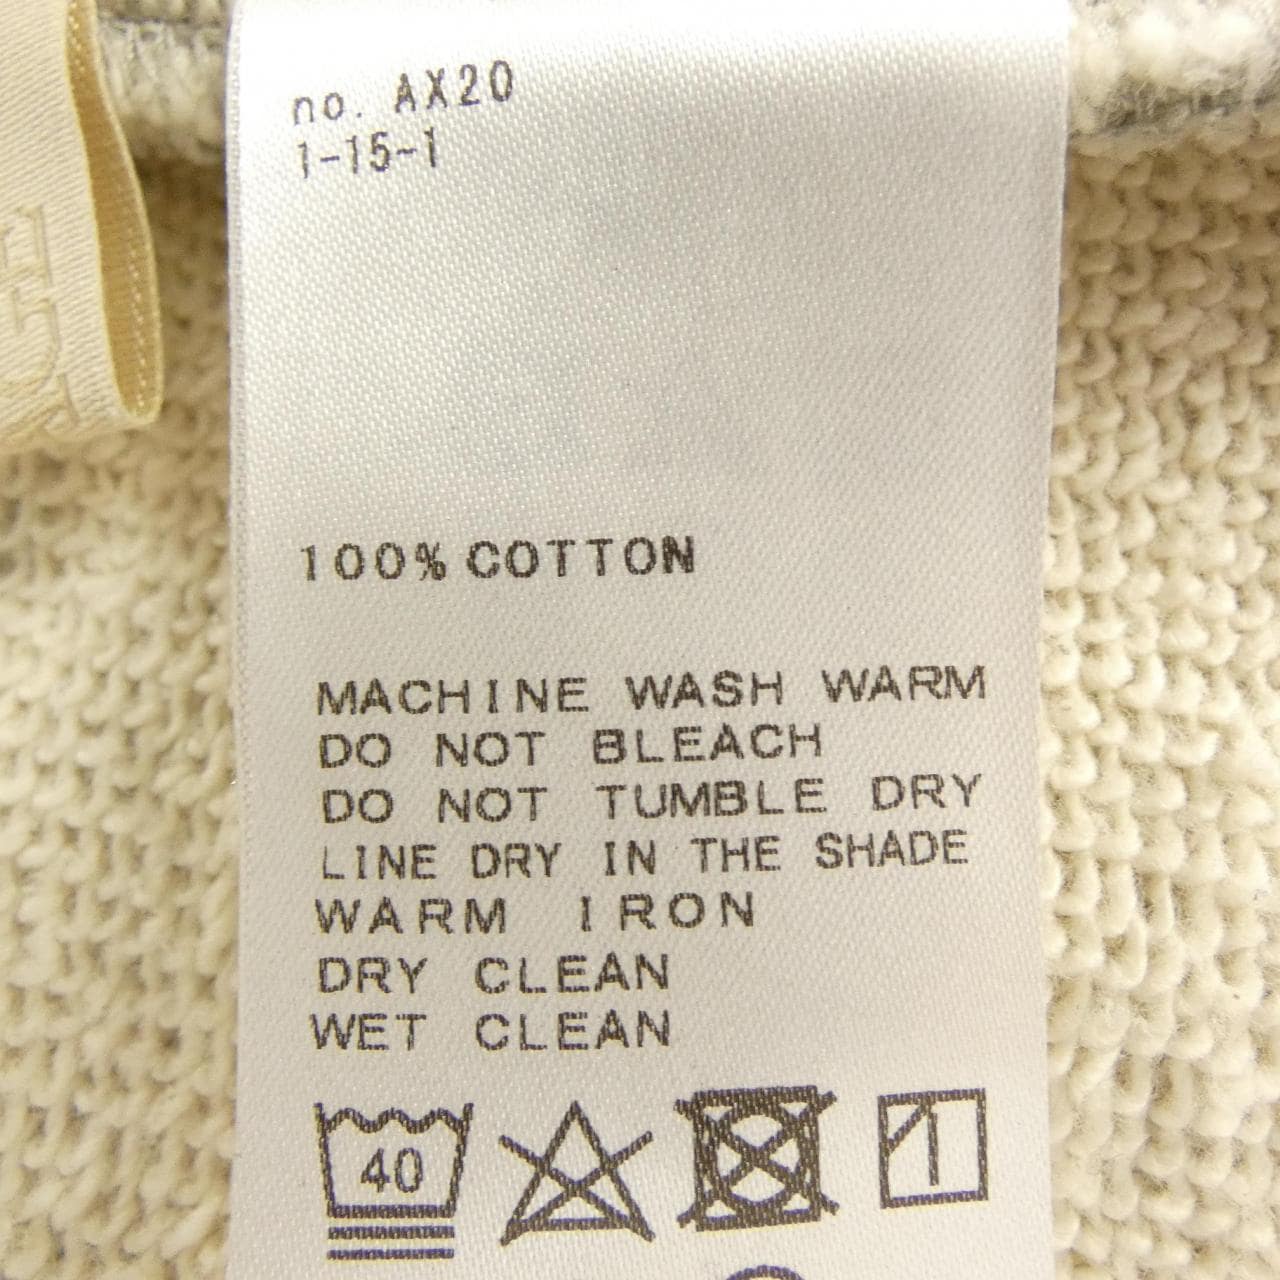 no. AX20
1-15-1
100% COTTON
MACHINE WASH WARM
DO NOT BLEACH
DO NOT TUMBLE DRY
LINE DRY IN THE SHADE
WARM IRON
DRY CLEAN
WET CLEAN
40